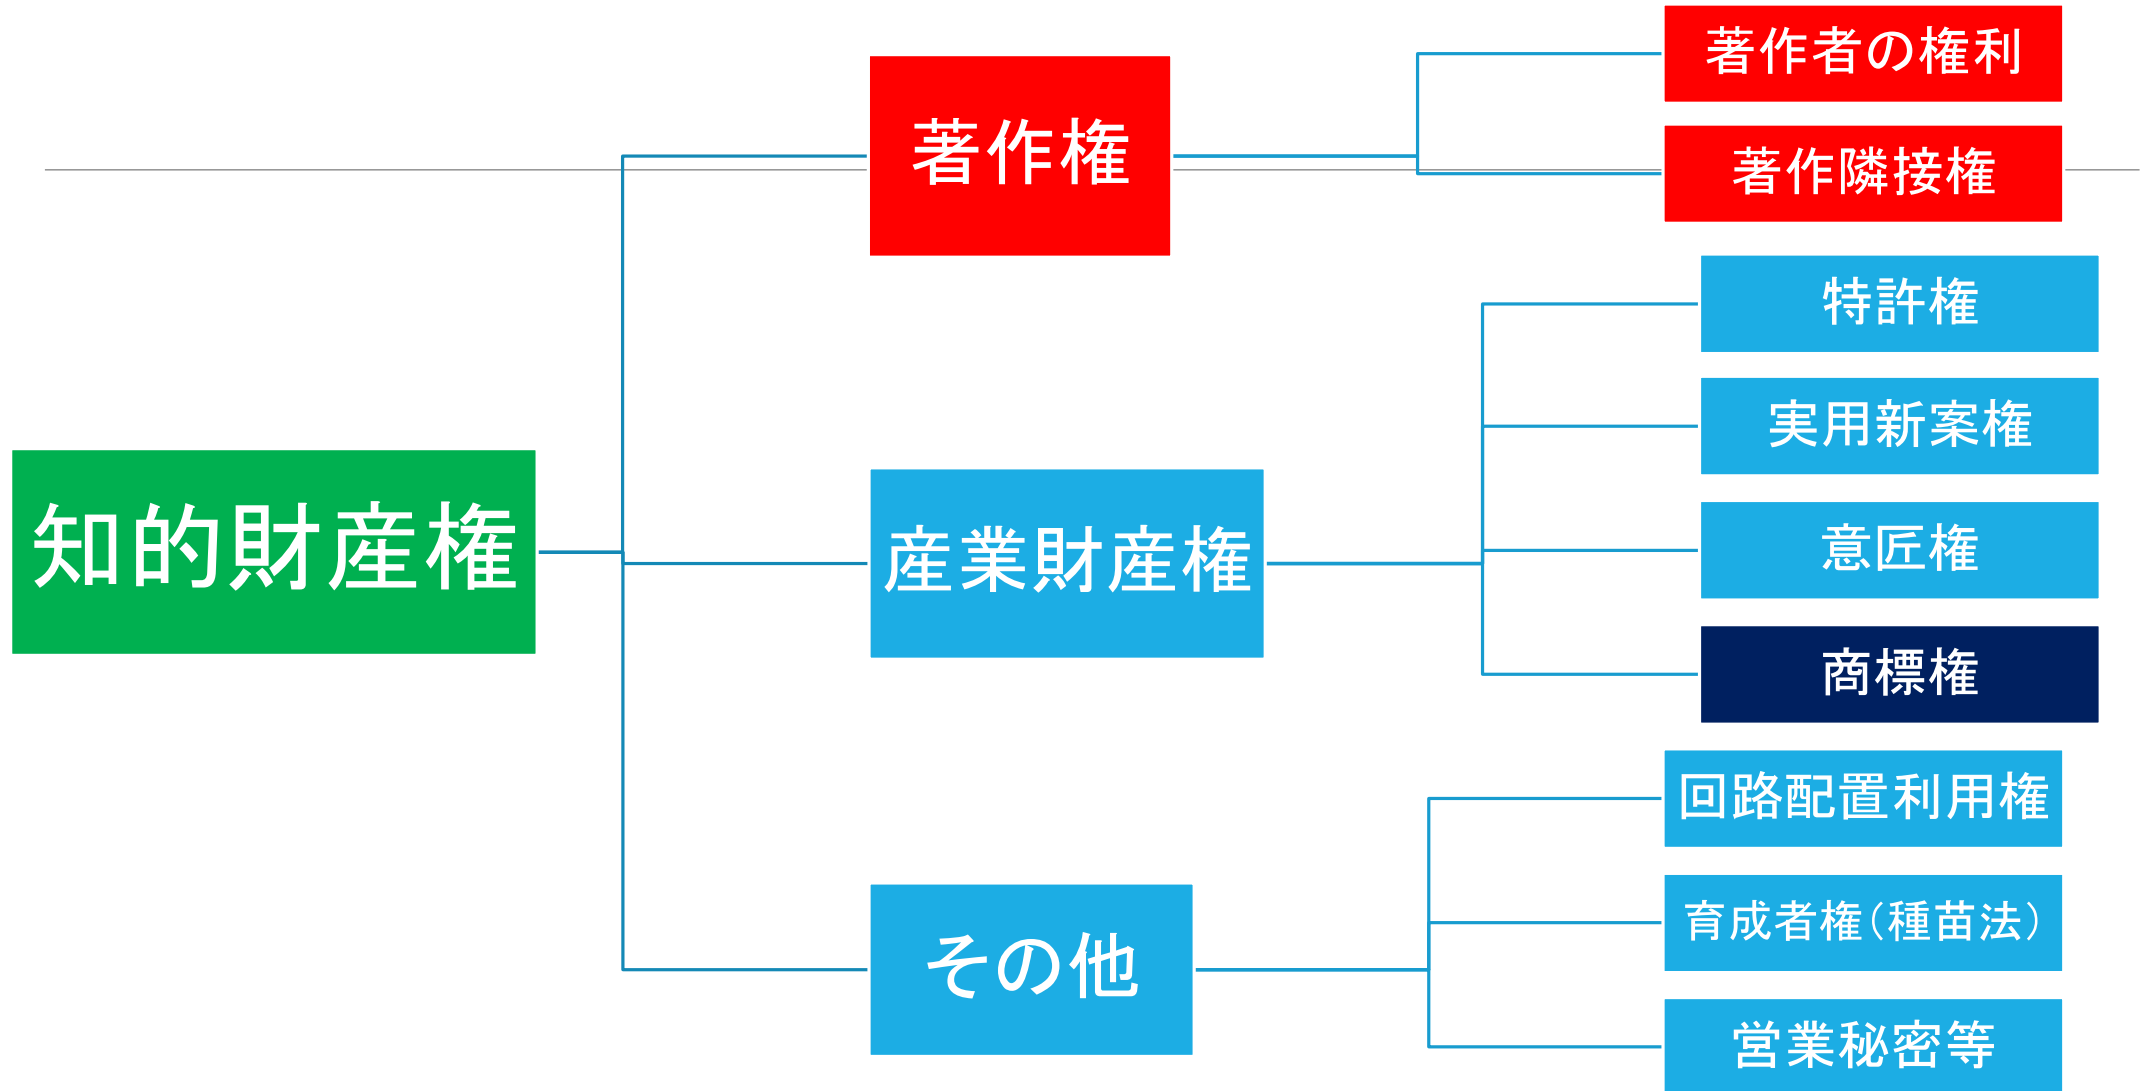 知的財産権
著作権
著作者の権利
著作隣接権
産業財産権
特許権
実用新案権
意匠権
商標権
その他
回路配置利用権
育成者権（種苗法）
営業秘密等